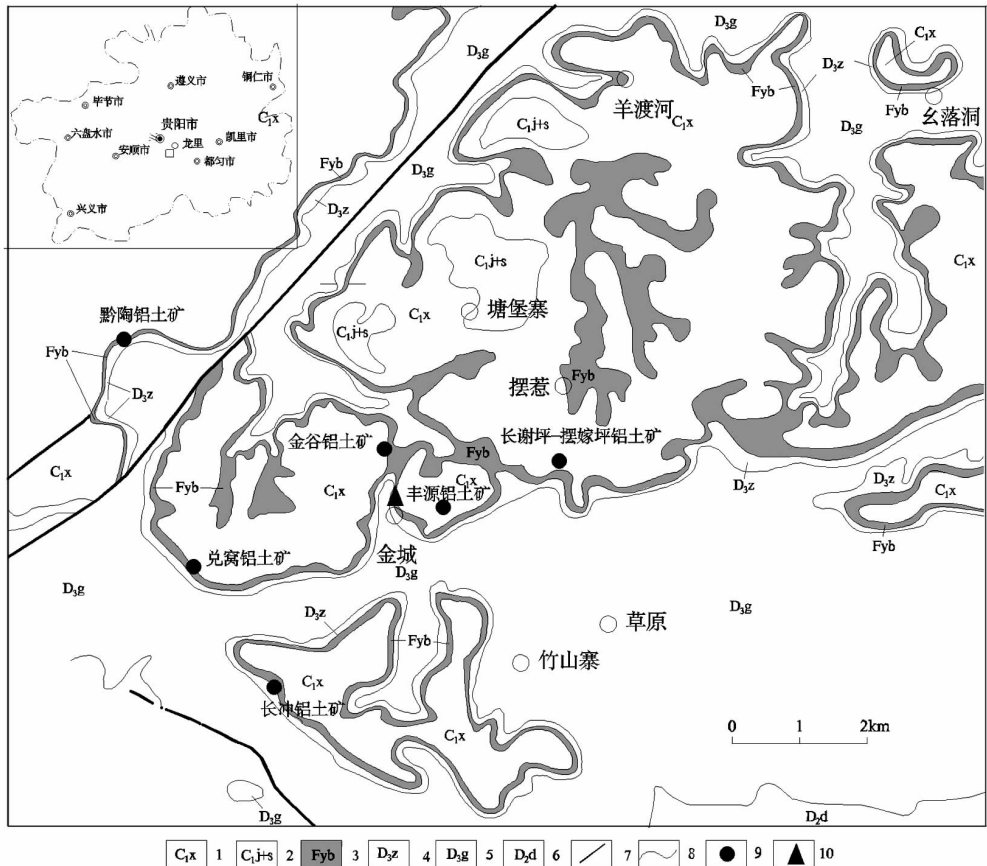 D₃g
C₁x
D₃z
Fyb
羊渡河
C₁x
Fyb
C₁x
D₃z
Fyb
幺落洞
D₃g
遵义市
铜仁市
毕节市
C₁x
贵阳市
六盘水市
龙里
凯里市
安顺市
都匀市
兴义市
C₁j+s
D₃g
Fyb
D₃z
C₁j+s
C₁x
塘堡寨
C₁x
黔陶铝土矿
C₁j+s
Fyb
D₃z
摆惹
Fyb
金谷铝土矿
长谢坪—摆嫁坪铝土矿
Fyb
C₁x
Fyb
C₁x
C₁x
丰源铝土矿
D₃z
D₃z
C₁x
Fyb
兑窝铝土矿
金城
D₃g
D₃g
D₃g
D₃z
Fyb
草原
竹山寨
C₁x
长冲铝土矿
C₁x
0 1 2km
D₃g
D₂d
C₁x 1 C₁j+s 2 Fyb 3 D₃z 4 D₃g 5 D₂d 6 7 8 9 10